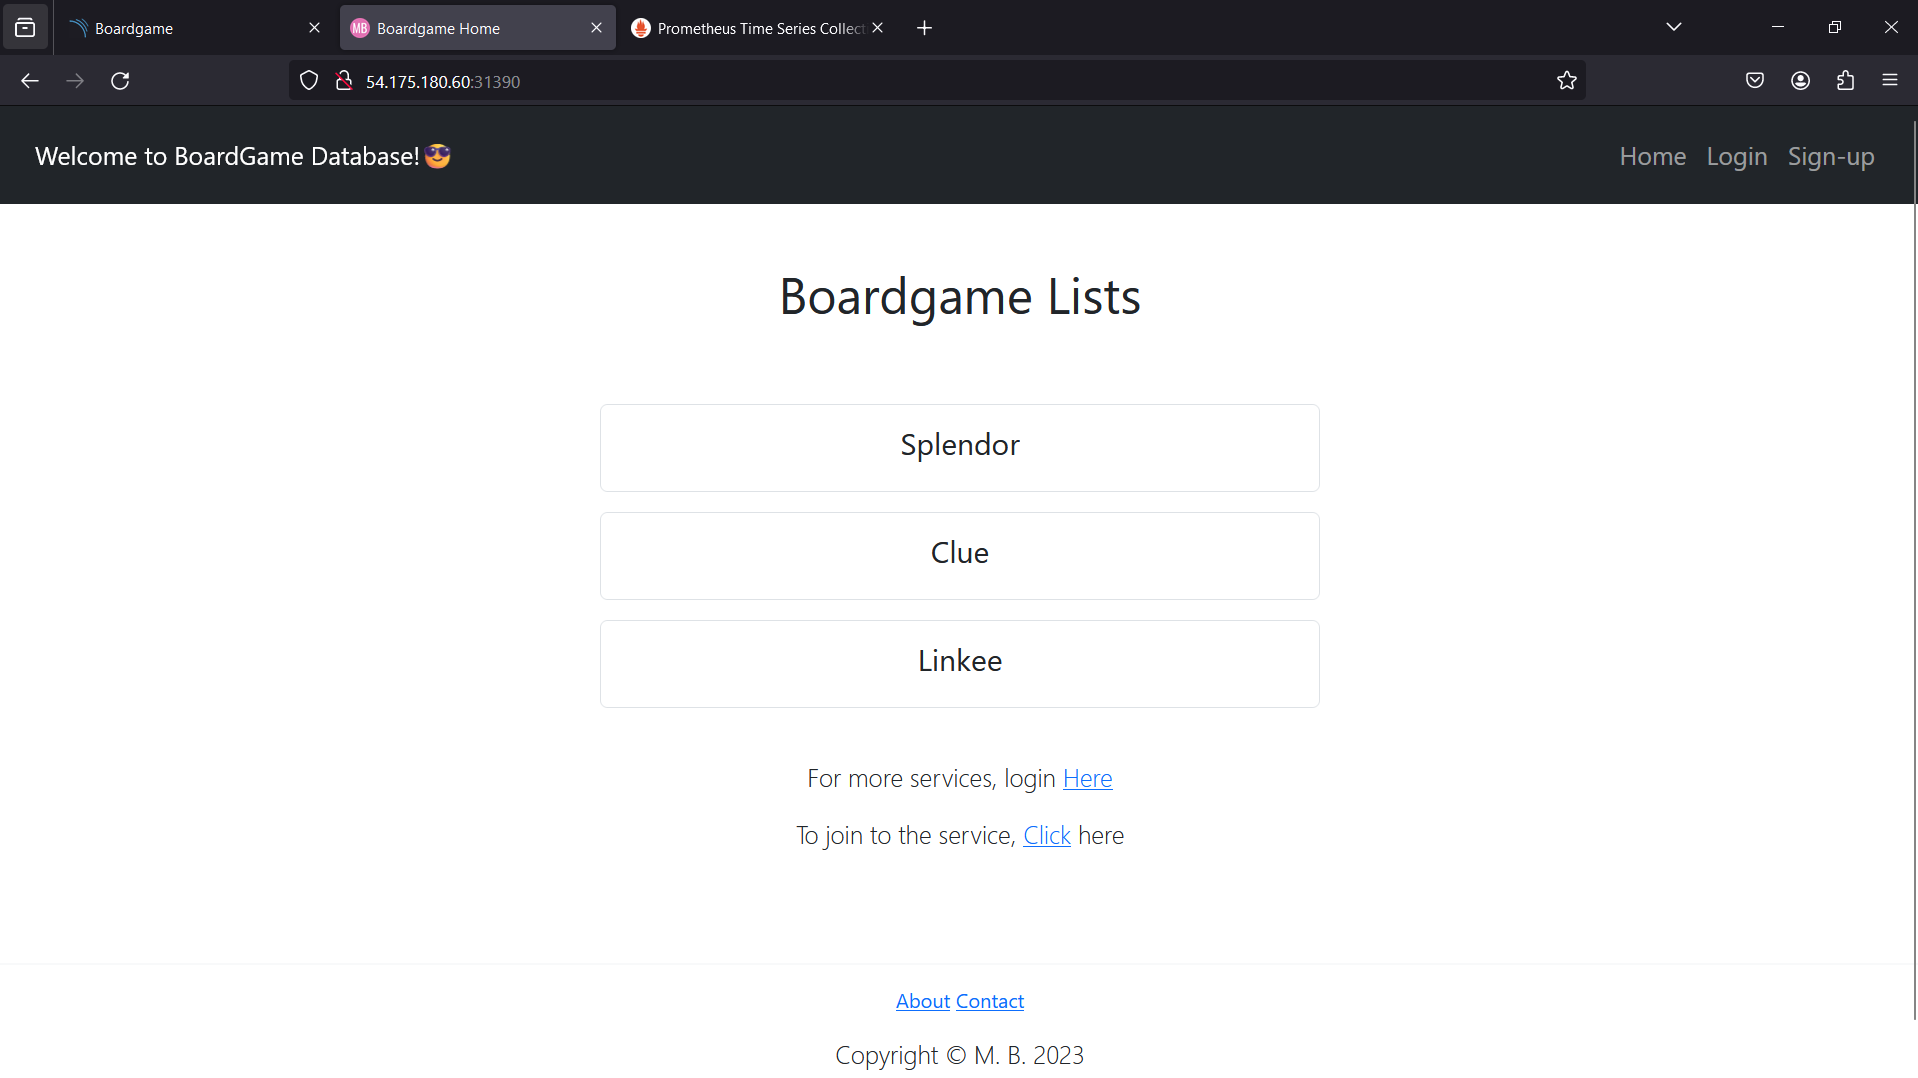 Boardgame
MB Boardgame Home
Prometheus Time Series Collect
54.175.180.60:31390
Welcome to BoardGame Database!😎
Home Login Sign-up
Boardgame Lists
Splendor
Clue
Linkee
For more services, login Here
To join to the service, Click here
About Contact
Copyright © M. B. 2023